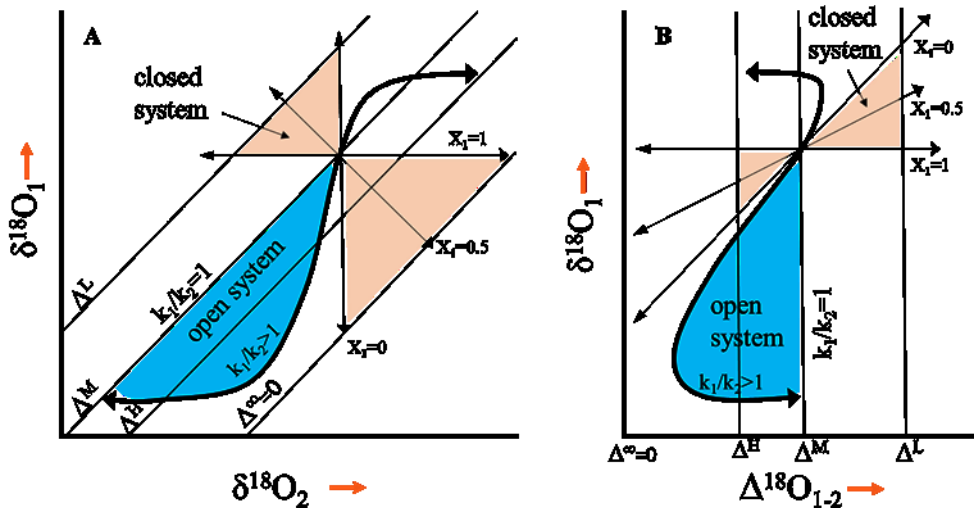 A
closed
system
X₁=1
X₁=0.5
X₁=0
open system
k₁/k₂=1
k₁/k₂>1
Δᴸ
Δᴹ
Δᴴ
Δ^∞=0
δ¹⁸O₁
δ¹⁸O₂
B
closed
system
X₁=0
X₁=0.5
X₁=1
open
system
k₁/k₂>1
k₁/k₂=1
Δ^∞=0
Δᴴ
Δᴹ
Δᴸ
δ¹⁸O₁
Δ¹⁸O₁₋₂